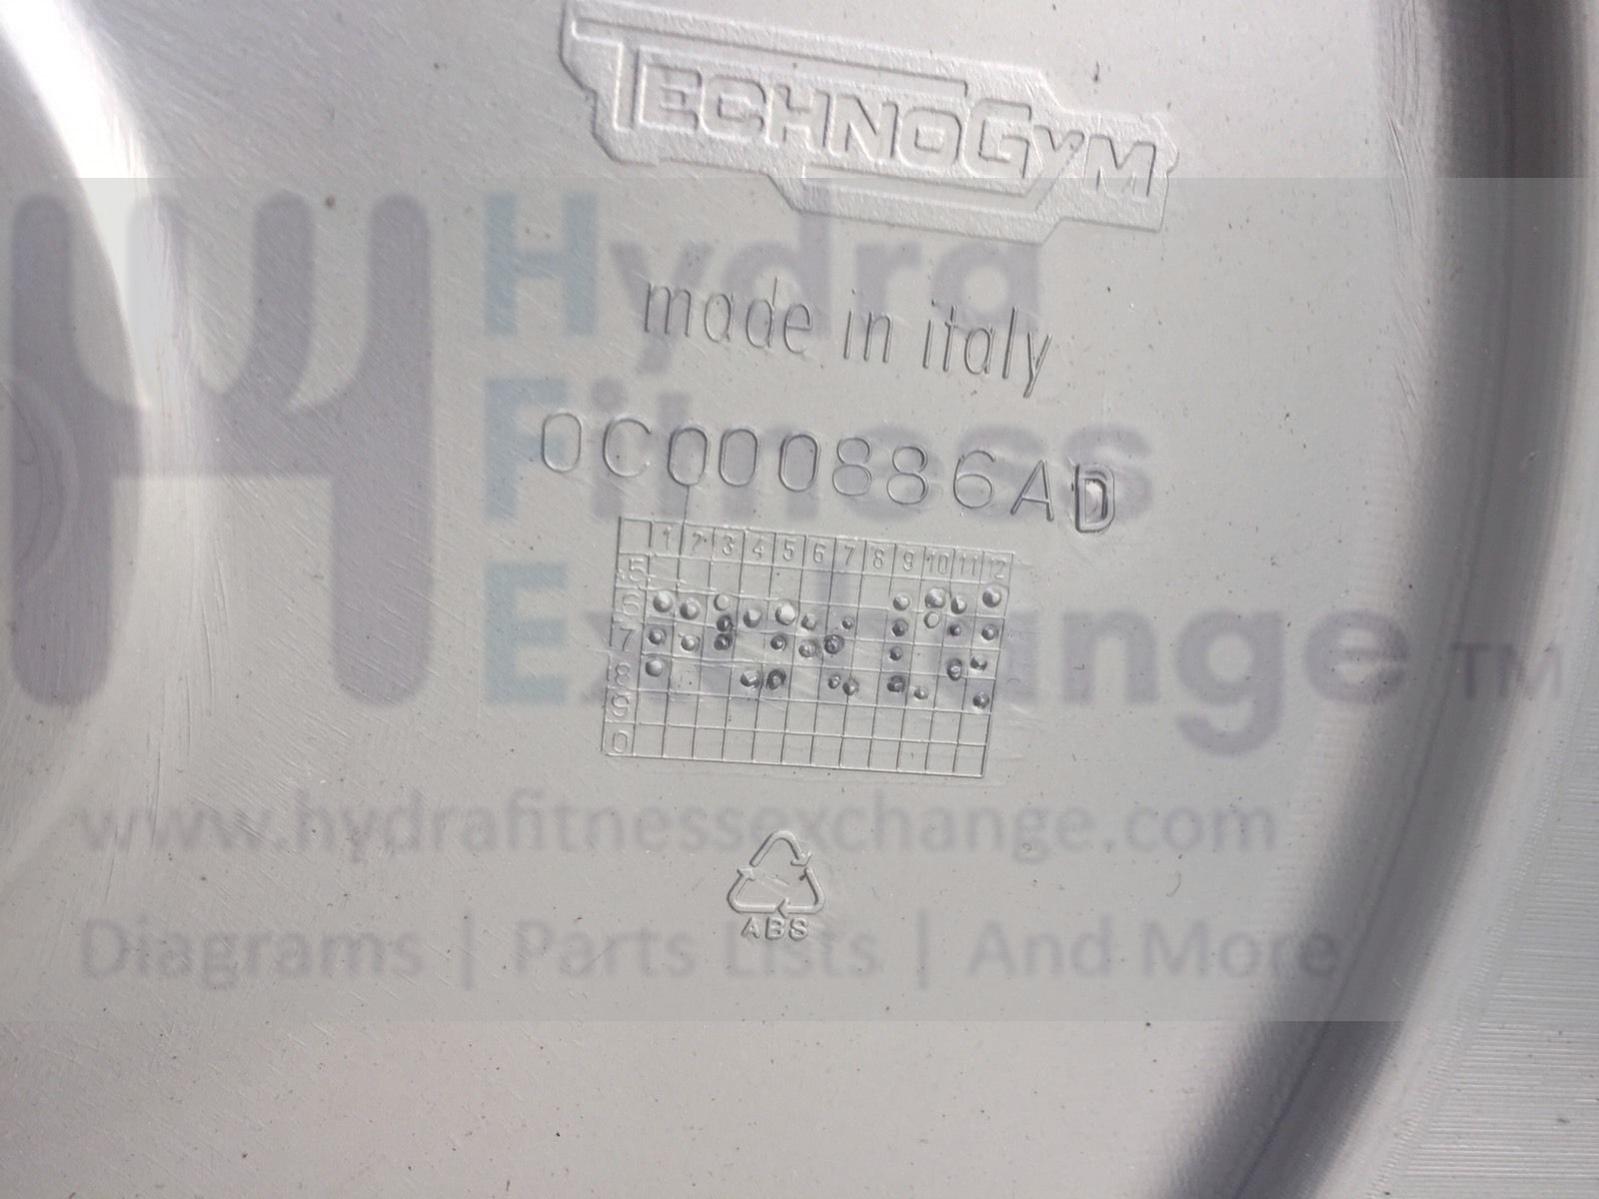 TECHNOGYM
made in italy
0C000886AD
1 2 3 4 5 6 7 8 9 10 11 12
5
6
7
8
9
0
ABS
Hydra
Fitness
Exchange TM
www.hydrafitnessexchange.com
Diagrams | Parts Lists | And More